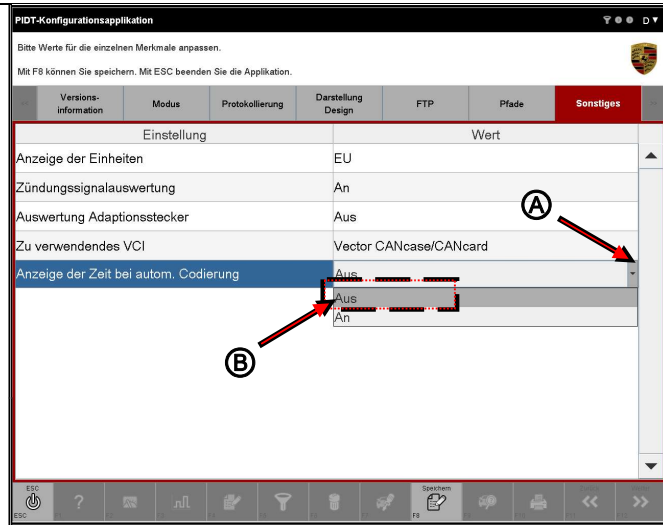 PIDT-Konfigurationsapplikation
D
Bitte Werte für die einzelnen Merkmale anpassen.
Mit F8 können Sie speichern. Mit ESC beenden Sie die Applikation.
Versions-
information
Modus
Protokollierung
Darstellung
Design
FTP
Pfade
Sonstiges
Einstellung
Wert
Anzeige der Einheiten
EU
Zündungssignalauswertung
An
A
Auswertung Adaptionsstecker
Aus
Zu verwendendes VCI
Vector CANcase/CANcard
Anzeige der Zeit bei autom. Codierung
Aus
Aus
An
B
ESC
ESC
Speichern
F8